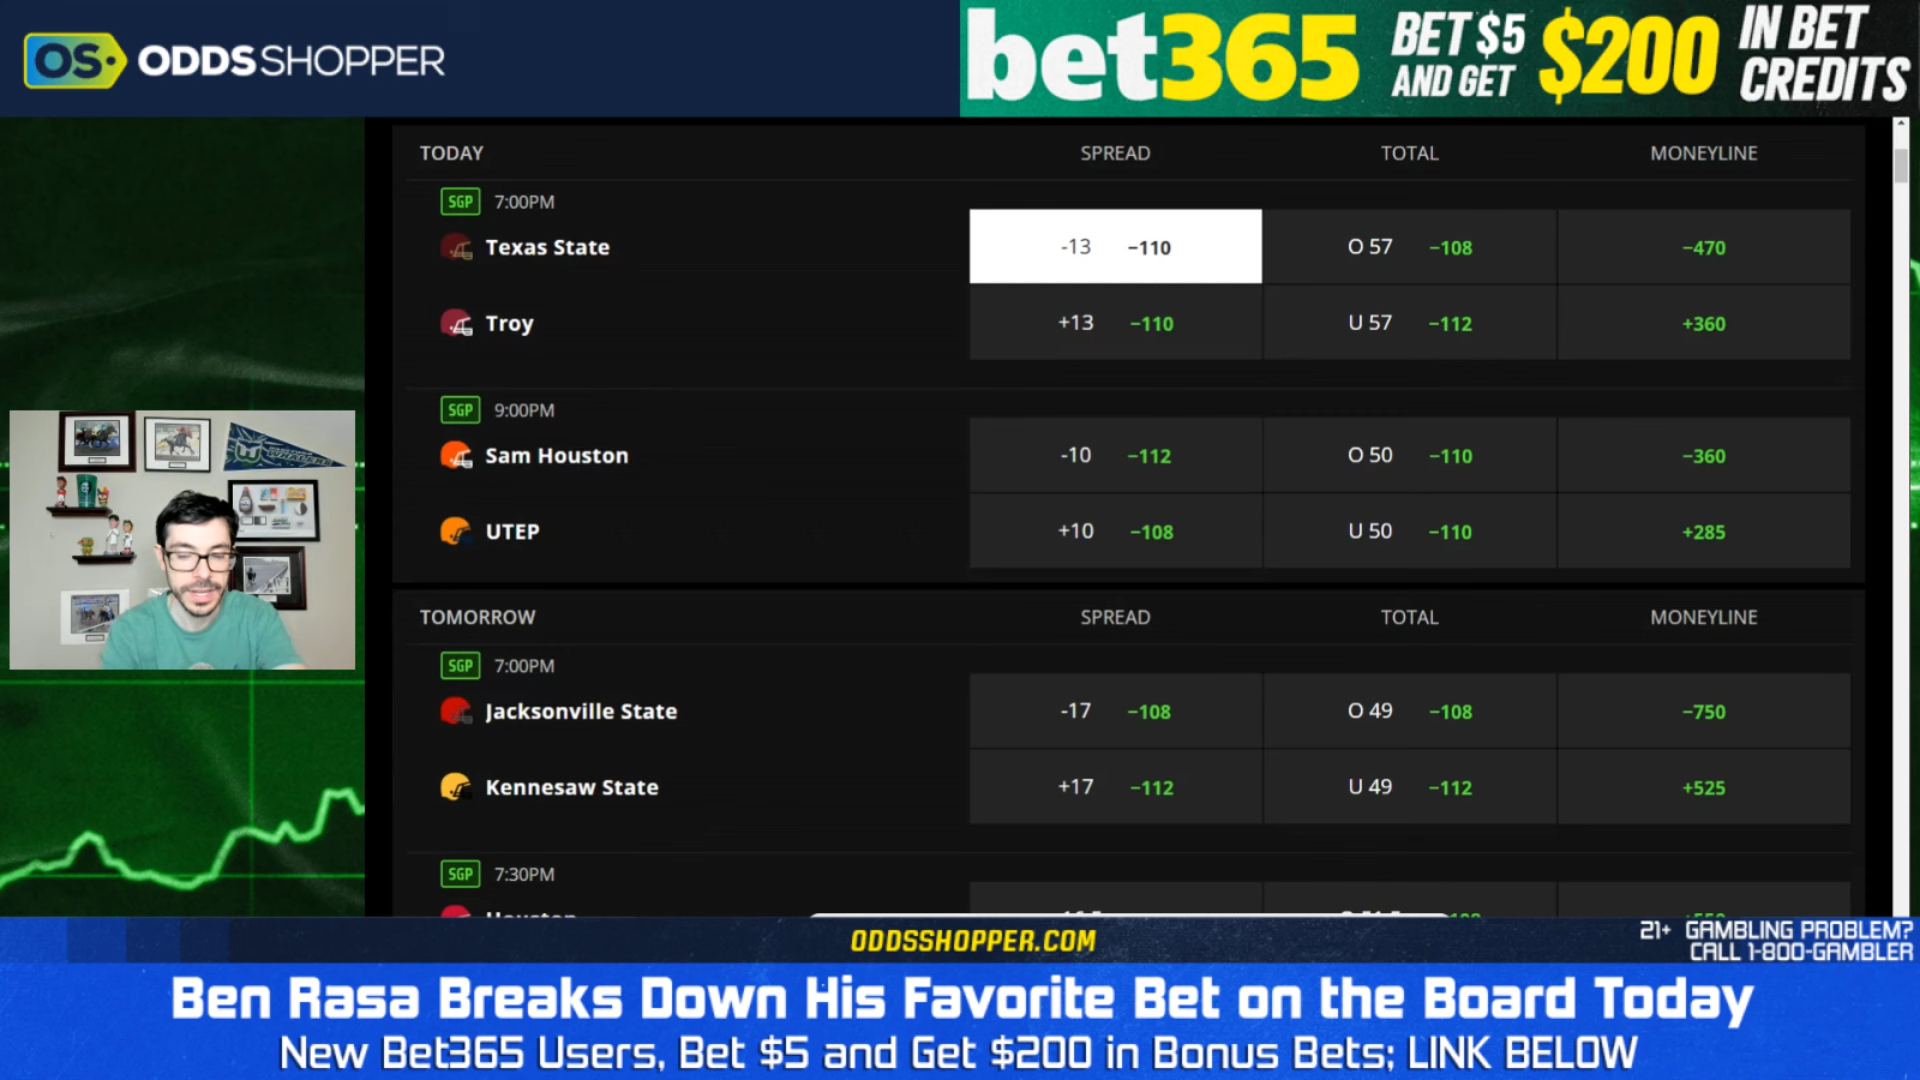 OS ODDSSHOPPER
bet365 BET $5 AND GET $200 IN BET CREDITS
TODAY SPREAD TOTAL MONEYLINE
SGP 7:00PM
Texas State -13 −110 O 57 −108 −470
Troy +13 −110 U 57 −112 +360
SGP 9:00PM
Sam Houston -10 −112 O 50 −110 −360
UTEP +10 −108 U 50 −110 +285
TOMORROW SPREAD TOTAL MONEYLINE
SGP 7:00PM
Jacksonville State -17 −108 O 49 −108 −750
Kennesaw State +17 −112 U 49 −112 +525
SGP 7:30PM
Houston
ODDSSHOPPER.COM
21+ GAMBLING PROBLEM?
CALL 1-800-GAMBLER
Ben Rasa Breaks Down His Favorite Bet on the Board Today
New Bet365 Users, Bet $5 and Get $200 in Bonus Bets; LINK BELOW